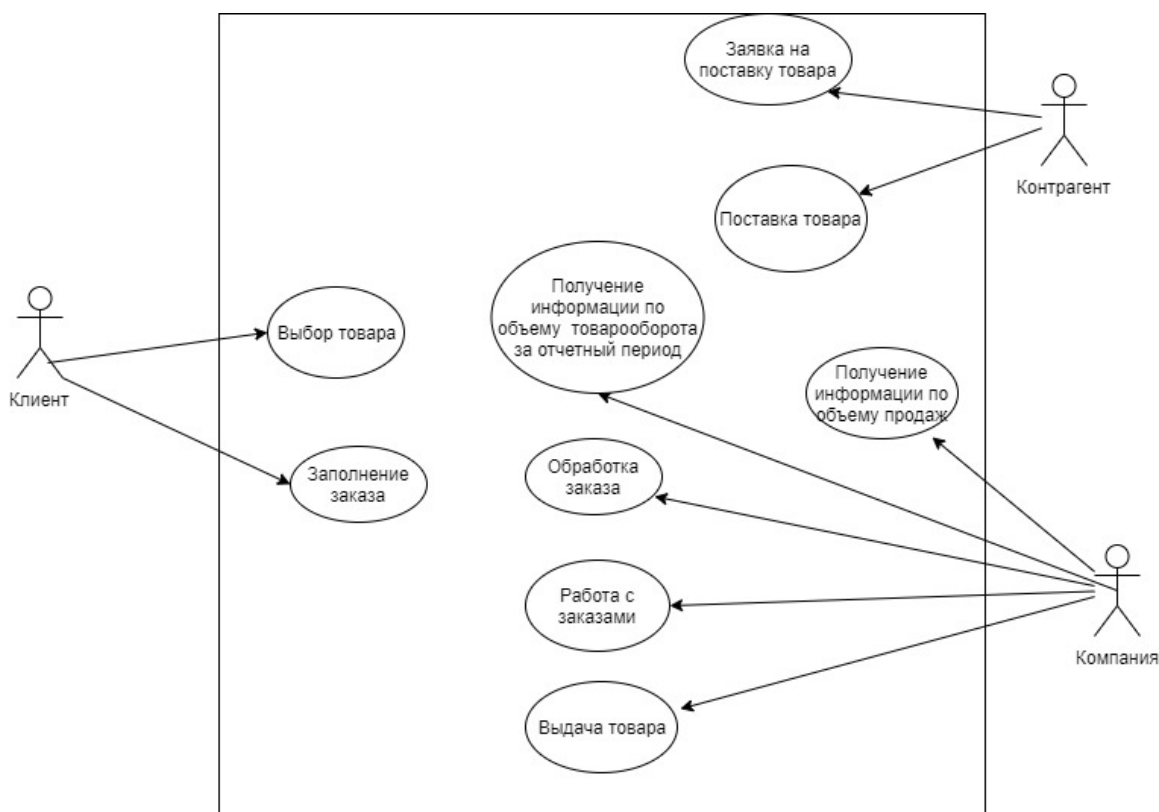 Заявка на
поставку товара
Контрагент
Поставка товара
Получение
информации по
объему товарооборота
за отчетный период
Выбор товара
Клиент
Получение
информации по
объему продаж
Заполнение
заказа
Обработка
заказа
Работа с
заказами
Компания
Выдача товара